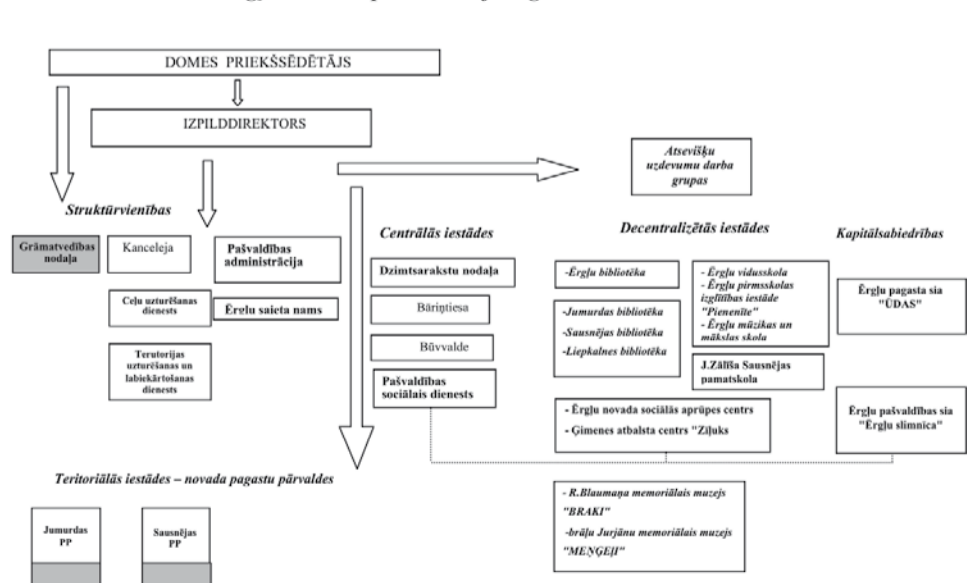 DOMES PRIEKŠSĒDĒTĀJS
IZPILDDIREKTORS
Atsevišķu
uzdevumu darba
grupas
Struktūrvienības
Grāmatvedības
nodaļa
Kanceleja
Pašvaldības
administrācija
Ceļu uzturēšanas
dienests
Ērgļu saieta nams
Terutorijas
uzturēšanas un
labiekārtošanas
dienests
Centrālās iestādes
Dzimtsarakstu nodaļa
Bāriņtiesa
Būvvalde
Pašvaldības
sociālais dienests
Decentralizētās iestādes
-Ērgļu bibliotēka
-Jumurdas bibliotēka
-Sausnējas bibliotēka
-Liepkalnes bibliotēka
- Ērgļu vidusskola
- Ērgļu pirmsskolas
izglītības iestāde
"Pienenīte"
- Ērgļu mūzikas un
mākslas skola
J.Zālīša Sausnējas
pamatskola
- Ērgļu novada sociālās aprūpes centrs
- Ģimenes atbalsta centrs "Zīļuks
- R.Blaumaņa memoriālais muzejs
"BRAKI"
-brāļu Jurjānu memoriālais muzejs
"MEŅĢEĻI"
Kapitālsabiedrības
Ērgļu pagasta sia
"ŪDAS"
Ērgļu pašvaldības sia
"Ērgļu slimnīca"
Teritoriālās iestādes – novada pagastu pārvaldes
Jumurdas
PP
Sausnējas
PP